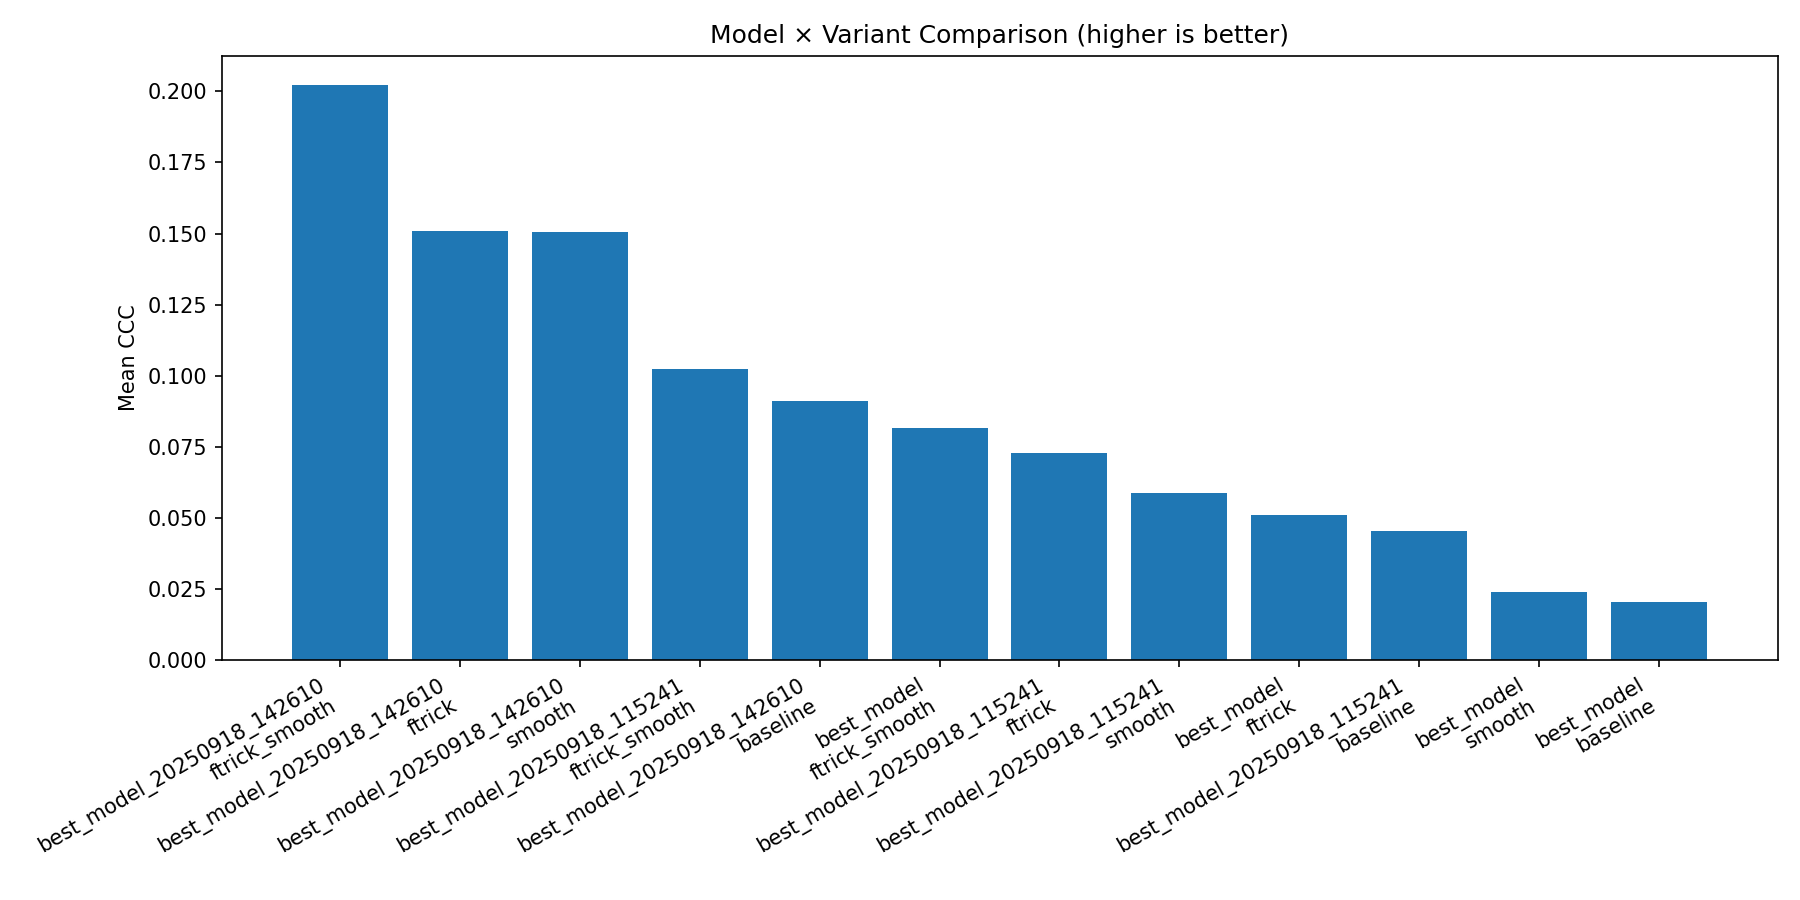 Model × Variant Comparison (higher is better)
Mean CCC
0.200
0.175
0.150
0.125
0.100
0.075
0.050
0.025
0.000
best_model_20250918_142610
ftrick_smooth
best_model_20250918_142610
ftrick
best_model_20250918_142610
smooth
best_model_20250918_115241
ftrick_smooth
best_model_20250918_142610
baseline
best_model
ftrick_smooth
best_model_20250918_115241
ftrick
best_model_20250918_115241
smooth
best_model
ftrick
best_model_20250918_115241
baseline
best_model
smooth
best_model
baseline